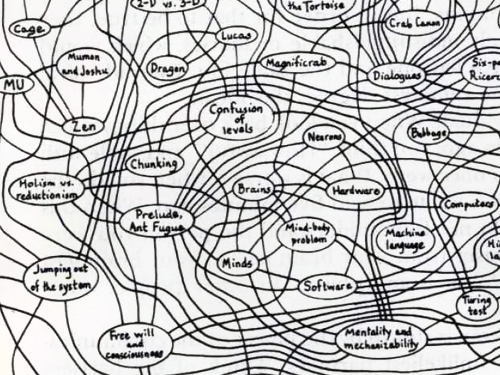 2-D vs. 3-D
the Tortoise
Cage
Lucas
Crab Canon
Mumon
and Joshu
Dragon
Magnificrab
Dialogues
MU
Confusion
of
levels
Zen
Neurons
Babbage
Chunking
Holism vs.
reductionism
Brains
Hardware
Computers
Prelude,
Ant Fugue
Mind-body
problem
Machine
language
Minds
Jumping out
of the system
Software
Turing
test
Free will
and
consciousness
Mentality and
mechanizability